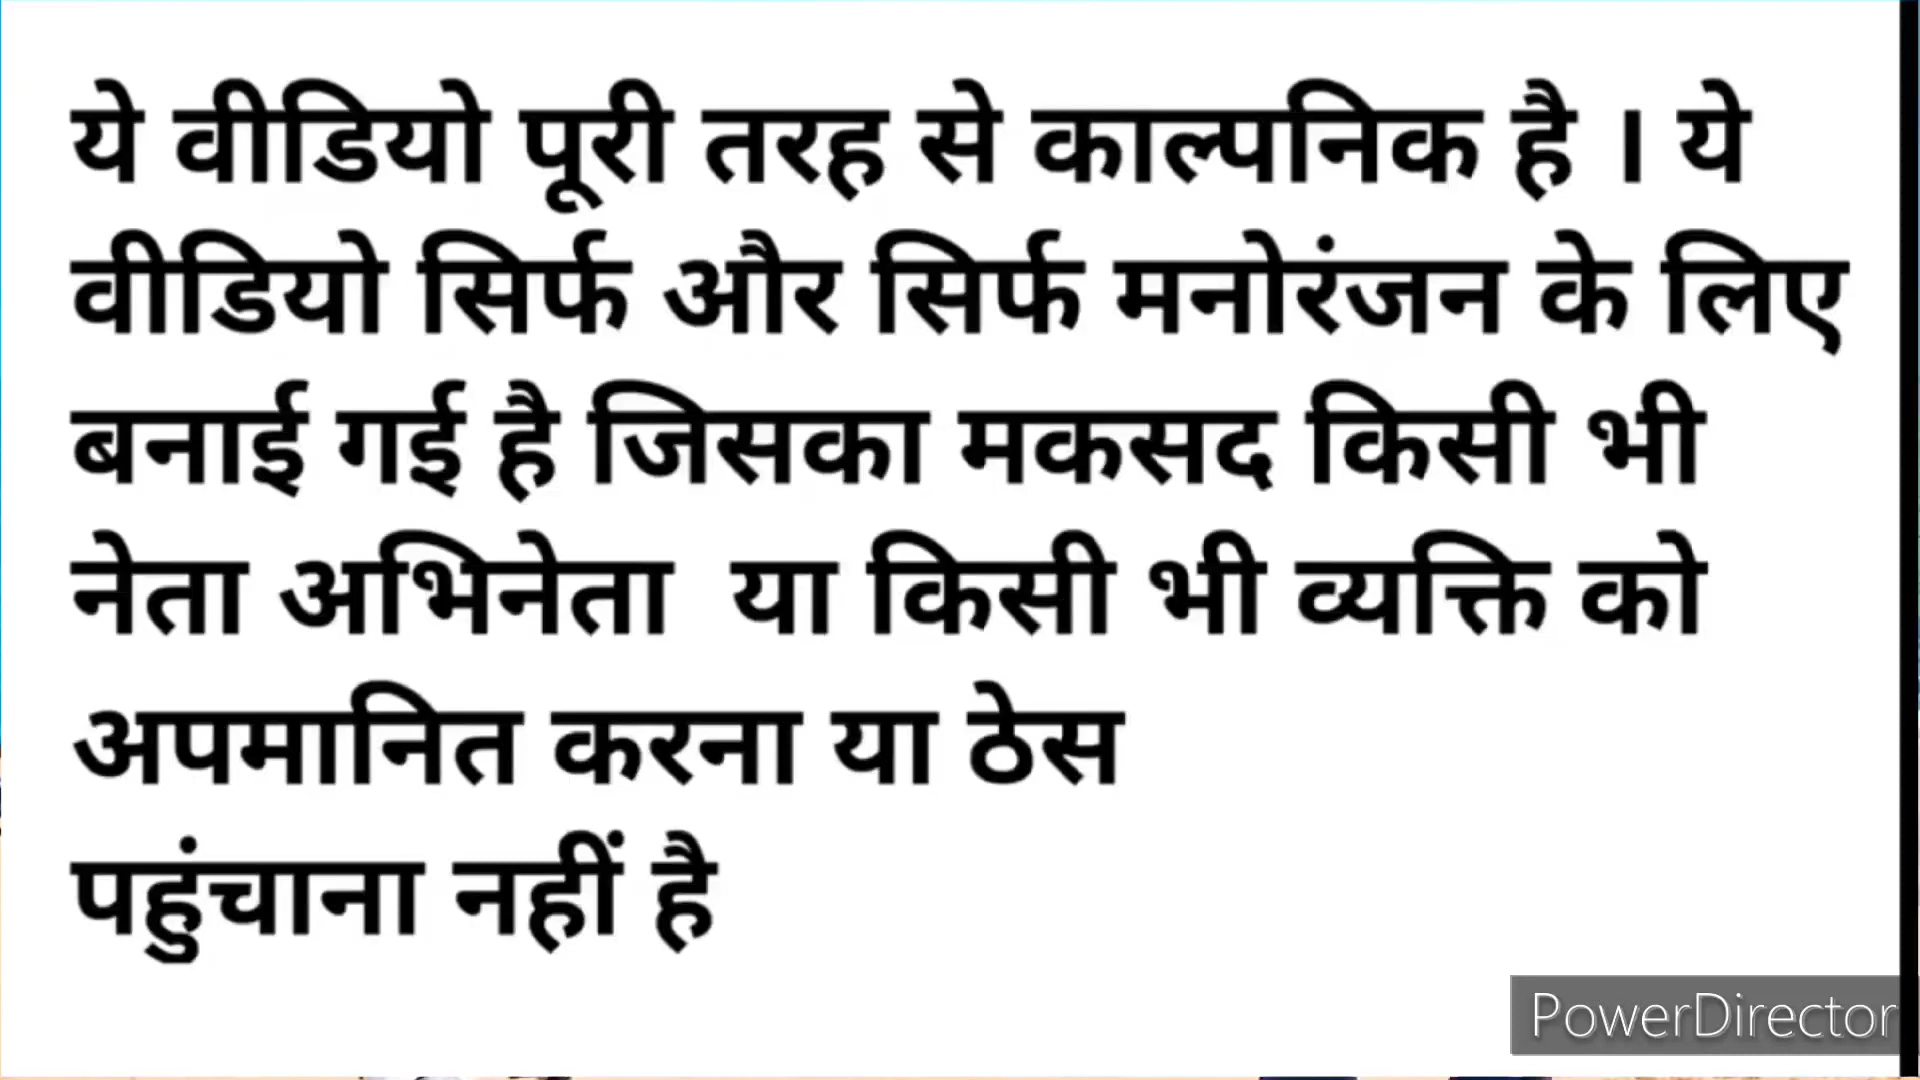 ये वीडियो पूरी तरह से काल्पनिक है । ये
वीडियो सिर्फ और सिर्फ मनोरंजन के लिए
बनाई गई है जिसका मकसद किसी भी
नेता अभिनेता या किसी भी व्यक्ति को
अपमानित करना या ठेस
पहुंचाना नहीं है
PowerDirector